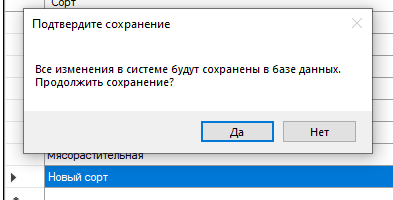 Сорт
Подтвердите сохранение
Все изменения в системе будут сохранены в базе данных.
Продолжить сохранение?
Да
Нет
Мясорастительная
Новый сорт